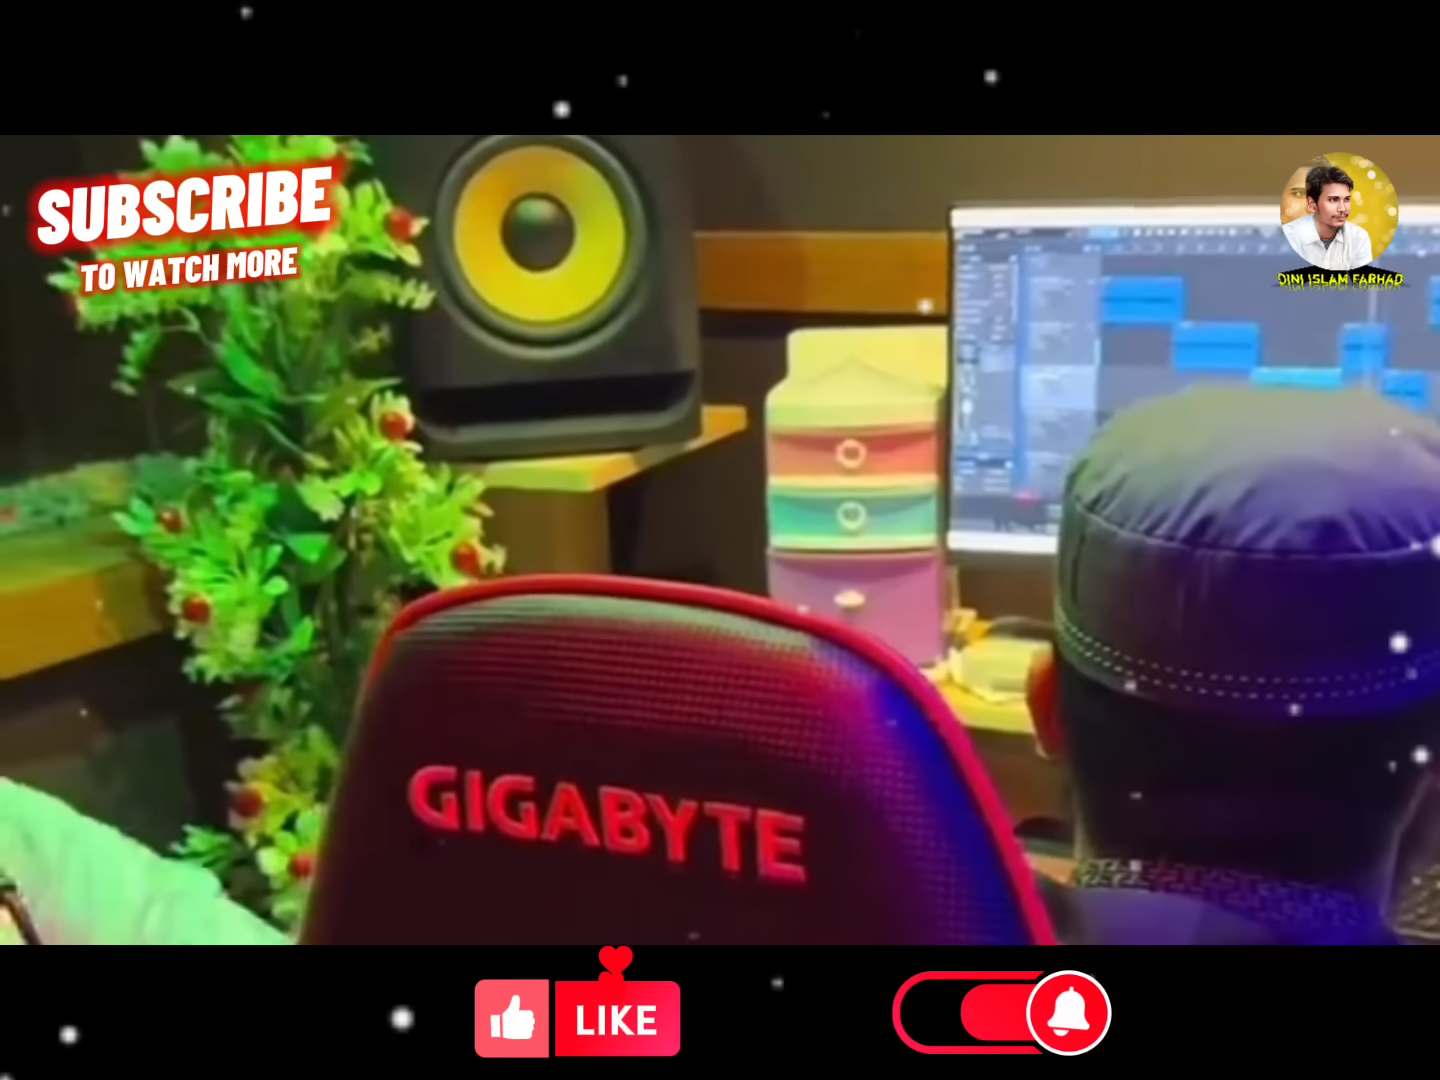 SUBSCRIBE
TO WATCH MORE
DINI ISLAM FARHAD
GIGABYTE
LIKE